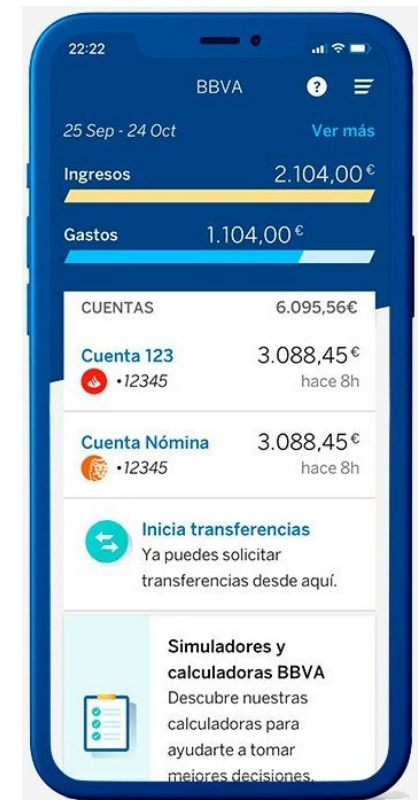 22:22
BBVA ?
25 Sep - 24 Oct Ver más
Ingresos 2.104,00€
Gastos 1.104,00€
CUENTAS 6.095,56€
Cuenta 123 3.088,45€
•12345 hace 8h
Cuenta Nómina 3.088,45€
•12345 hace 8h
Inicia transferencias
Ya puedes solicitar
transferencias desde aquí.
Simuladores y
calculadoras BBVA
Descubre nuestras
calculadoras para
ayudarte a tomar
mejores decisiones.